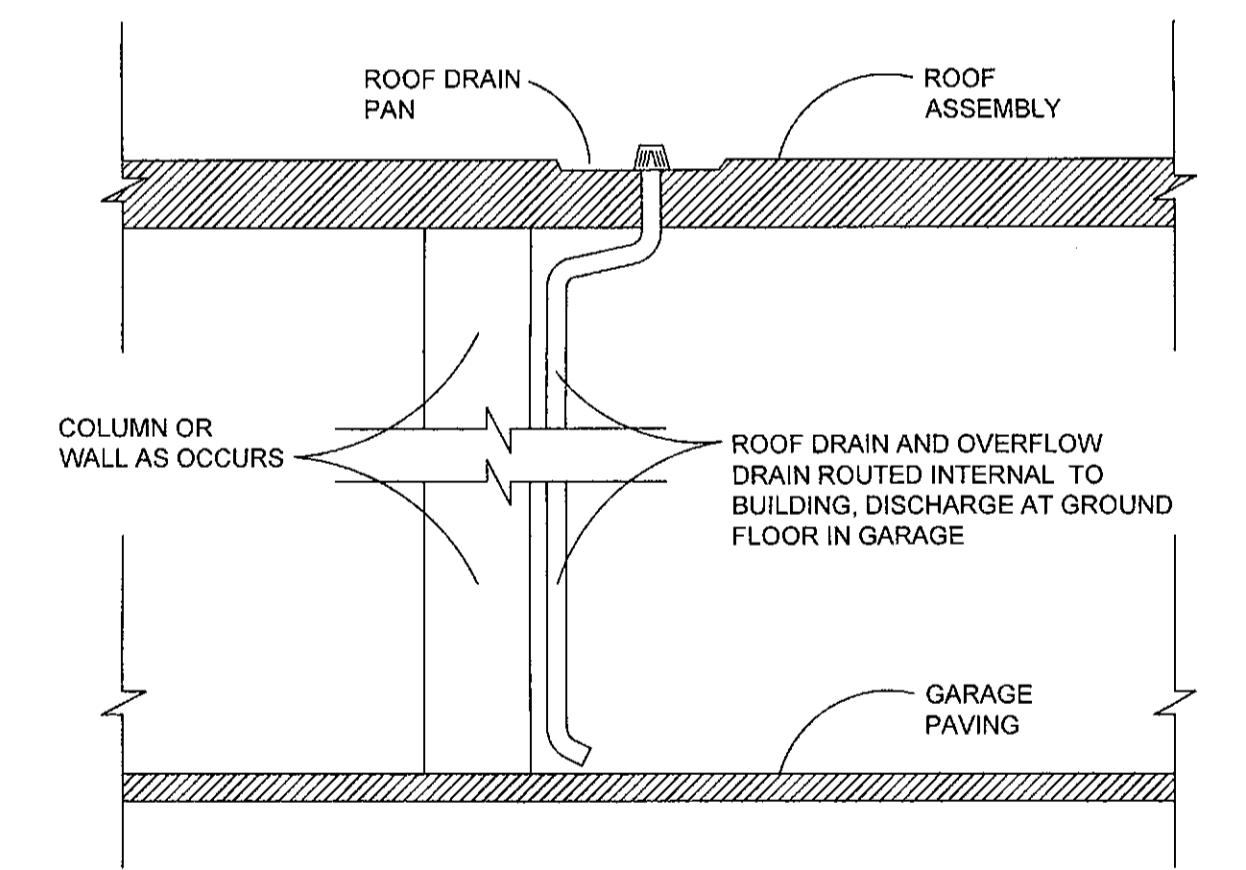 ROOF DRAIN
PAN
ROOF
ASSEMBLY
COLUMN OR
WALL AS OCCURS
ROOF DRAIN AND OVERFLOW
DRAIN ROUTED INTERNAL TO
BUILDING, DISCHARGE AT GROUND
FLOOR IN GARAGE
GARAGE
PAVING